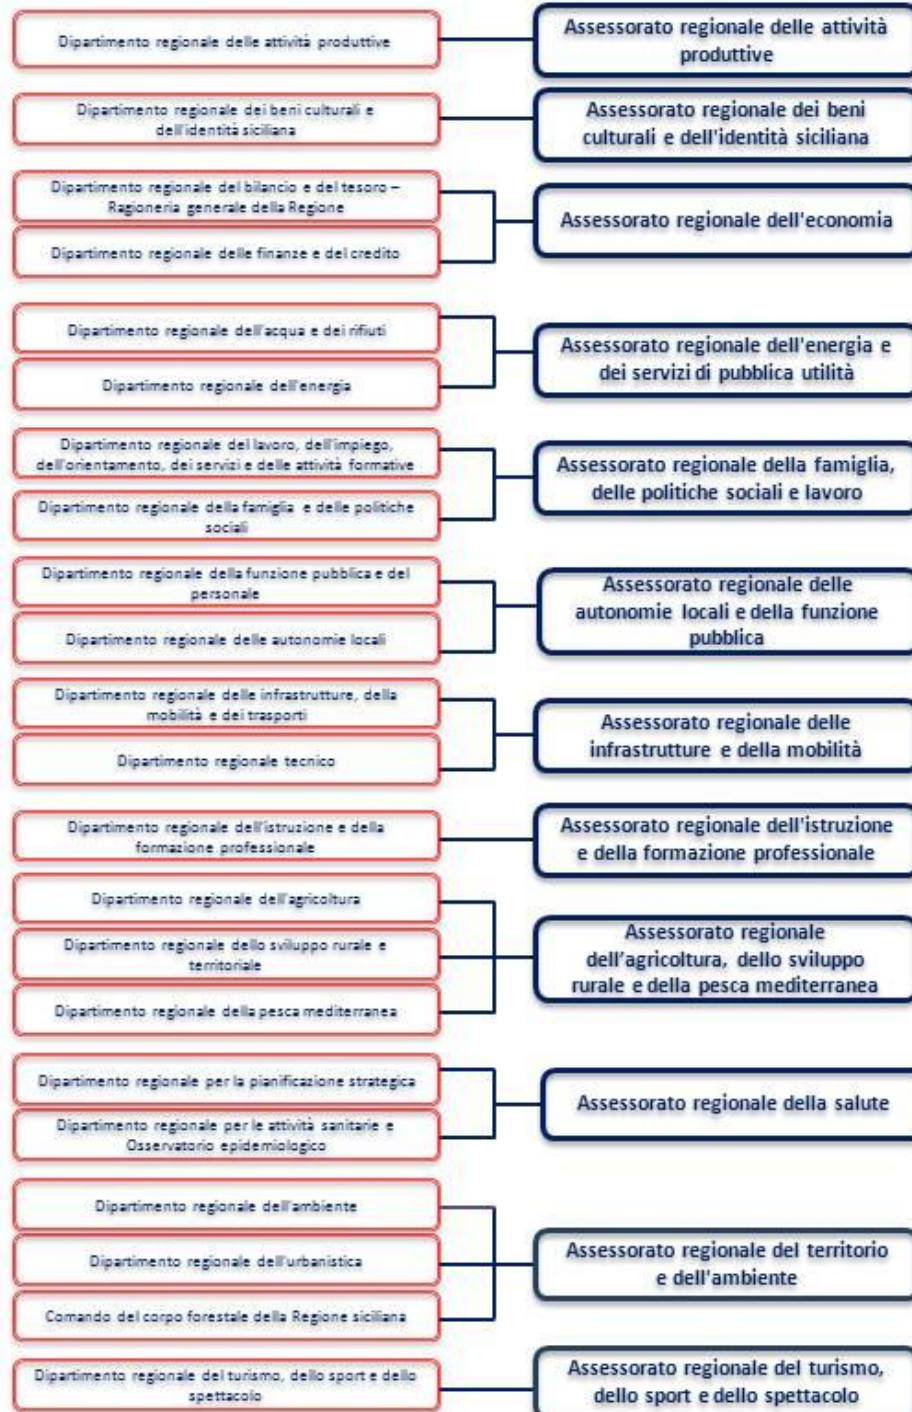 Dipartimento regionale delle attività produttive
Assessorato regionale delle attività
produttive
Dipartimento regionale dei beni culturali e
dell'identità siciliana
Assessorato regionale dei beni
culturali e dell'identità siciliana
Dipartimento regionale del bilancio e del tesoro –
Ragioneria generale della Regione
Dipartimento regionale delle finanze e del credito
Assessorato regionale dell'economia
Dipartimento regionale dell'acqua e dei rifiuti
Dipartimento regionale dell'energia
Assessorato regionale dell'energia e
dei servizi di pubblica utilità
Dipartimento regionale del lavoro, dell'impiego,
dell'orientamento, dei servizi e delle attività formative
Dipartimento regionale della famiglia e delle politiche
sociali
Assessorato regionale della famiglia,
delle politiche sociali e lavoro
Dipartimento regionale della funzione pubblica e del
personale
Dipartimento regionale delle autonomie locali
Assessorato regionale delle
autonomie locali e della funzione
pubblica
Dipartimento regionale delle infrastrutture, della
mobilità e dei trasporti
Dipartimento regionale tecnico
Assessorato regionale delle
infrastrutture e della mobilità
Dipartimento regionale dell'istruzione e della
formazione professionale
Assessorato regionale dell'istruzione
e della formazione professionale
Dipartimento regionale dell'agricoltura
Dipartimento regionale dello sviluppo rurale e
territoriale
Dipartimento regionale della pesca mediterranea
Assessorato regionale
dell'agricoltura, dello sviluppo
rurale e della pesca mediterranea
Dipartimento regionale per la pianificazione strategica
Dipartimento regionale per le attività sanitarie e
Osservatorio epidemiologico
Assessorato regionale della salute
Dipartimento regionale dell'ambiente
Dipartimento regionale dell'urbanistica
Comando del corpo forestale della Regione siciliana
Assessorato regionale del territorio
e dell'ambiente
Dipartimento regionale del turismo, dello sport e dello
spettacolo
Assessorato regionale del turismo,
dello sport e dello spettacolo